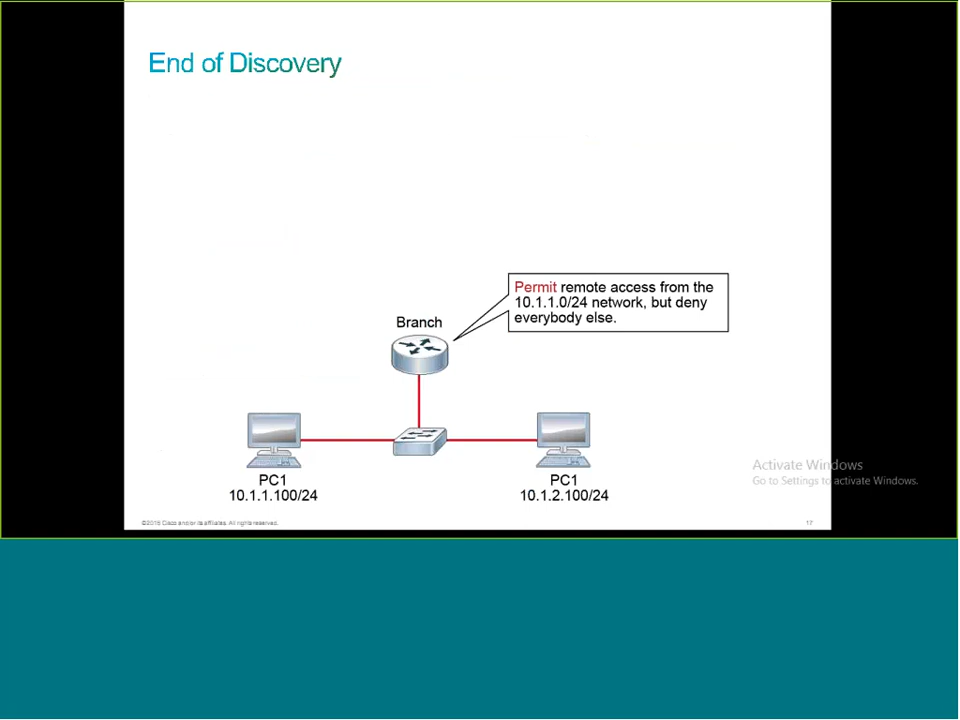 End of Discovery
Permit remote access from the
10.1.1.0/24 network, but deny
everybody else.
Branch
PC1
10.1.1.100/24
PC1
10.1.2.100/24
Activate Windows
Go to Settings to activate Windows.
©2016 Cisco and/or its affiliates. All rights reserved.
17